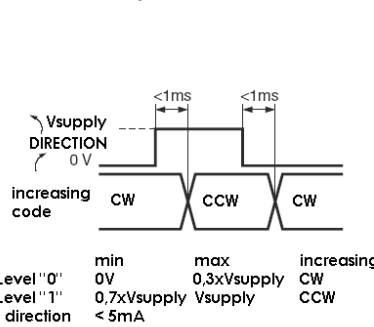 <1ms <1ms
Vsupply
DIRECTION
0 V
increasing
code
CW CCW CW
min max increasing
Level "0" 0V 0,3xVsupply CW
Level "1" 0,7xVsupply Vsupply CCW
direction < 5mA